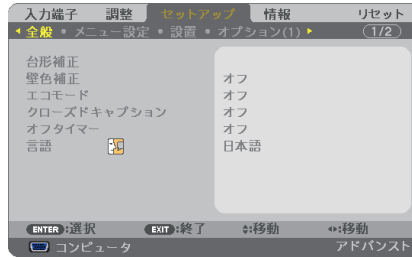 入力端子 調整 セットアップ 情報 リセット
全般 • メニュー設定 • 設置 • オプション(1) 1/2
台形補正
壁色補正 オフ
エコモード オフ
クローズドキャプション オフ
オフタイマー オフ
言語 日本語
ENTER:選択 EXIT:終了 :移動 :移動
コンピュータ アドバンスト